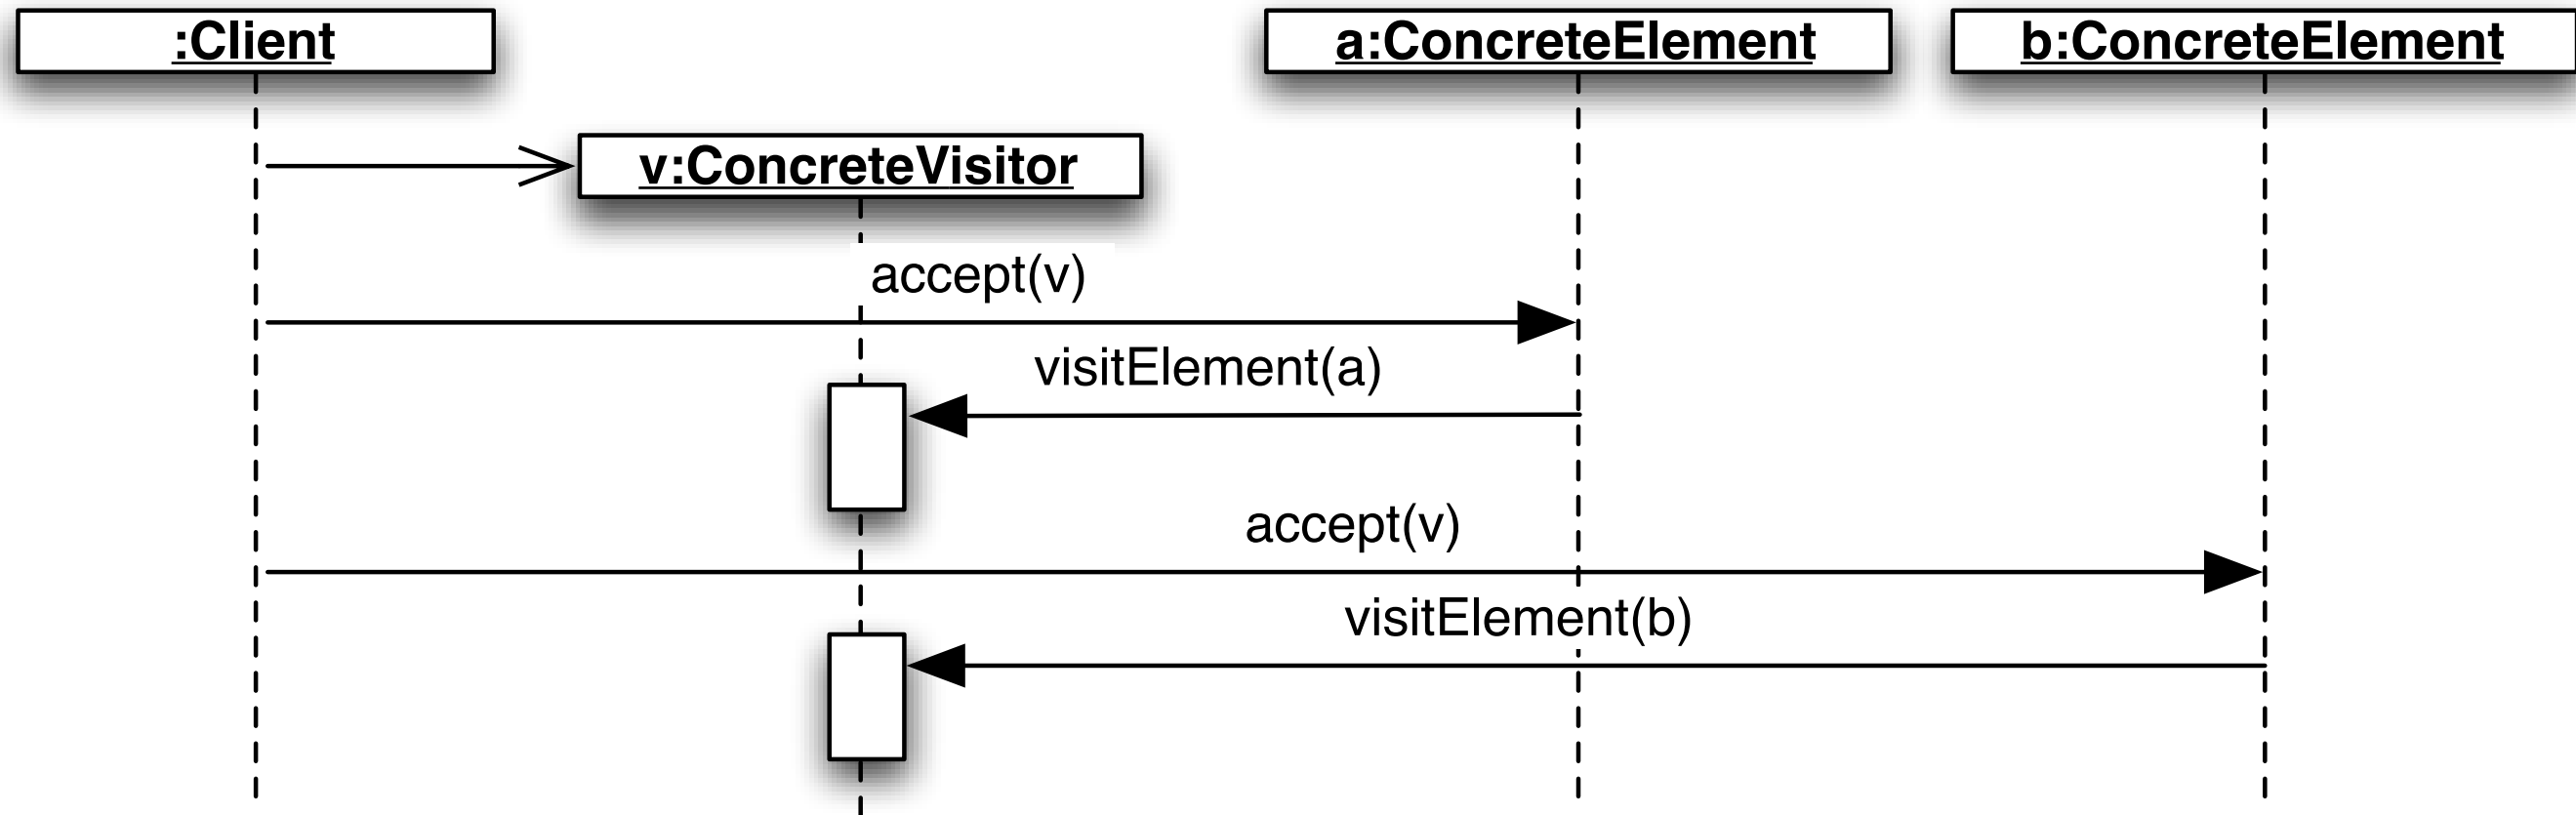 :Client
a:ConcreteElement
b:ConcreteElement
v:ConcreteVisitor
accept(v)
visitElement(a)
accept(v)
visitElement(b)